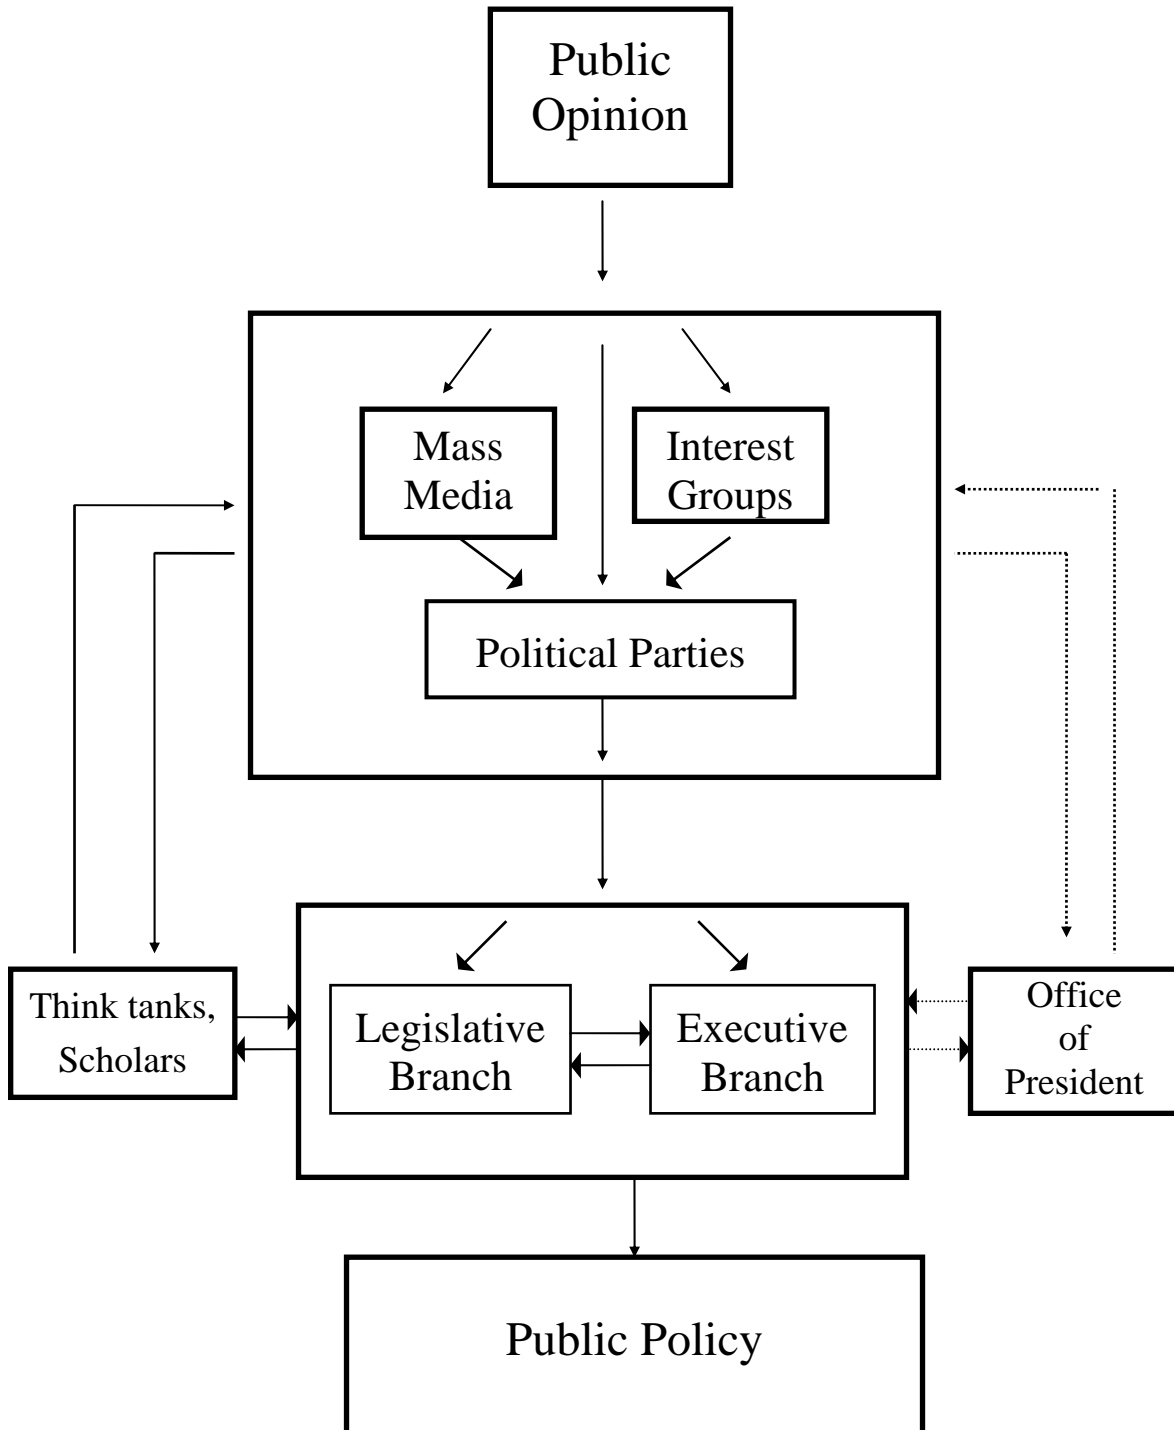 Public
Opinion
Mass
Media
Interest
Groups
Political Parties
Think tanks,
Scholars
Legislative
Branch
Executive
Branch
Office
of
President
Public Policy